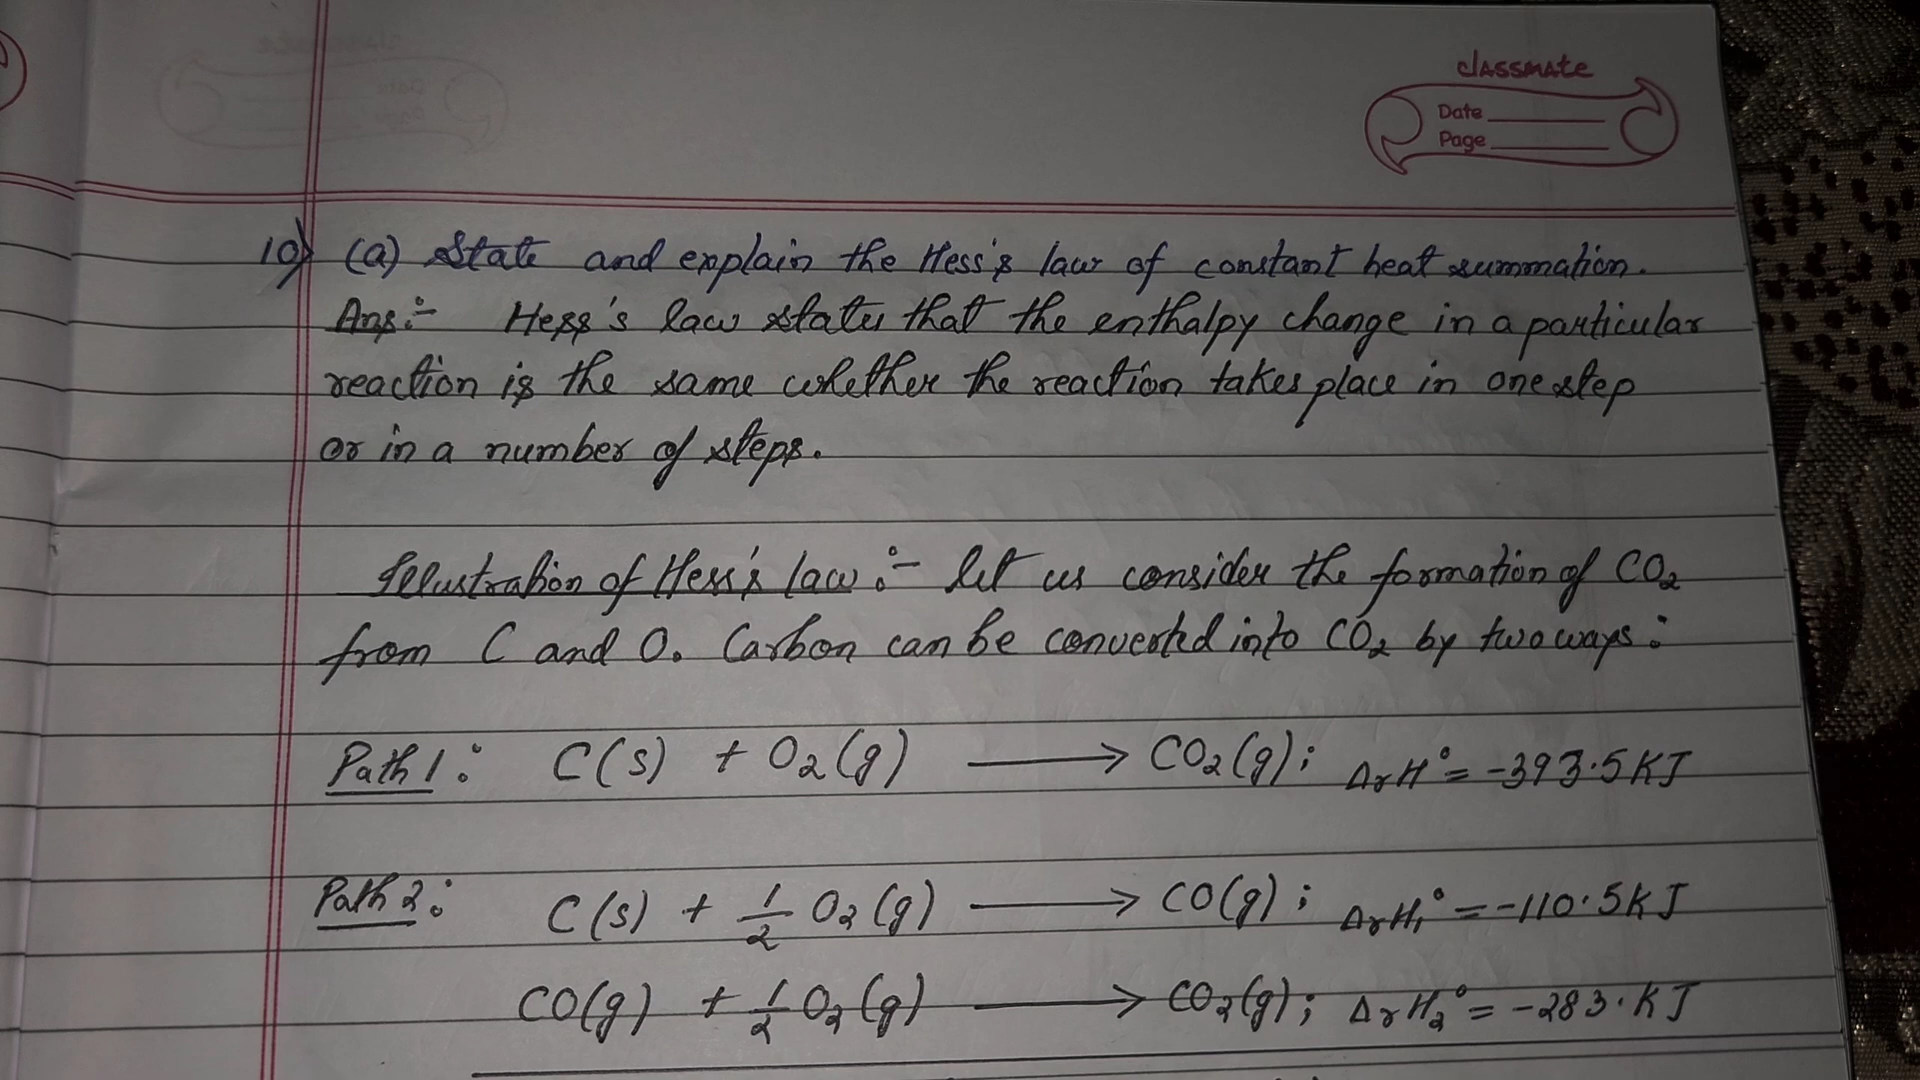 classmate
Date
Page
10) (a) State and explain the Hess's law of constant heat summation.
Ans:- Hess's law states that the enthalpy change in a particular
reaction is the same whether the reaction takes place in one step
or in a number of steps.
Illustration of Hess's law:- let us consider the formation of CO₂
from C and O. Carbon can be converted into CO₂ by two ways:
Path 1: C(s) + O₂(g) ⟶ CO₂(g); ΔrH° = -393.5KJ
Path 2: C(s) + 1/2 O₂(g) ⟶ CO(g); ΔrH₁° = -110.5KJ
CO(g) + 1/2 O₂(g) ⟶ CO₂(g); ΔrH₂° = -283.KJ